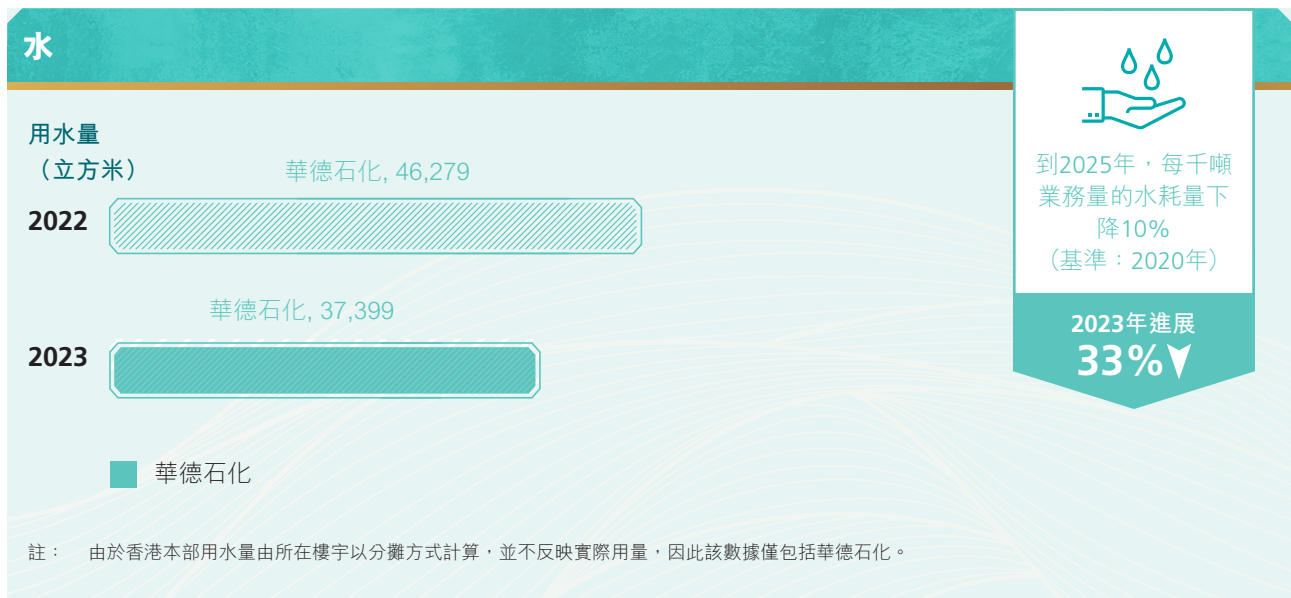 水
用水量
（立方米）
華德石化, 46,279
2022
華德石化, 37,399
2023
華德石化
註： 由於香港本部用水量由所在樓宇以分攤方式計算，並不反映實際用量，因此該數據僅包括華德石化。
到2025年，每千噸
業務量的水耗量下
降10%
（基準：2020年）
2023年進展
33%